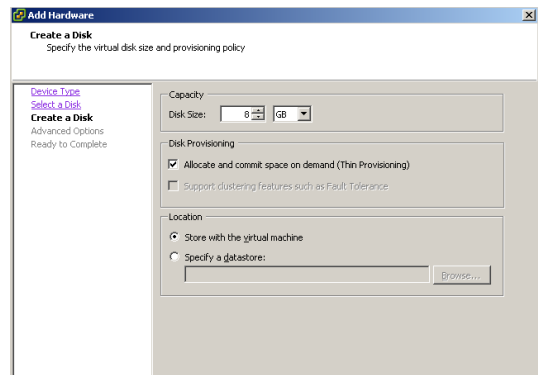 Add Hardware
Create a Disk
Specify the virtual disk size and provisioning policy
Device Type
Select a Disk
Create a Disk
Advanced Options
Ready to Complete
Capacity
Disk Size: 8 GB
Disk Provisioning
Allocate and commit space on demand (Thin Provisioning)
Support clustering features such as Fault Tolerance
Location
Store with the virtual machine
Specify a datastore:
Browse...